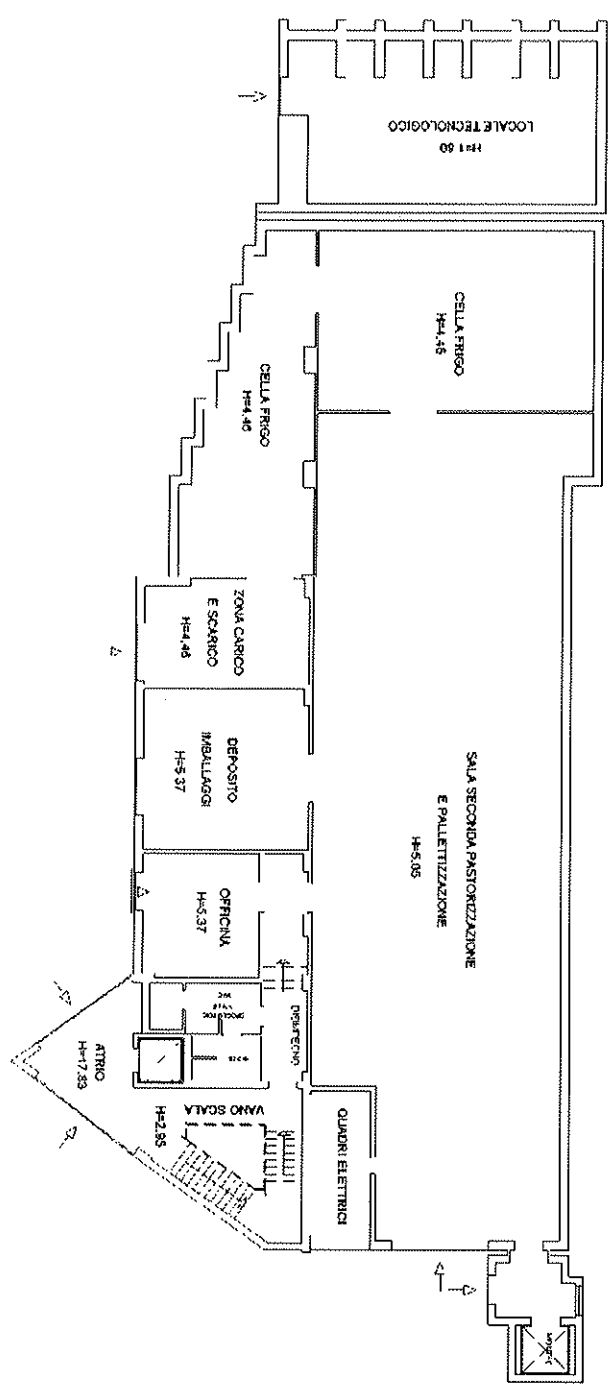 LOCALE TECNOLOGICO
H=1.60
CELLA FRIGO
H=4.45
CELLA FRIGO
H=4.46
ZONA CARICO
E SCARICO
H=4.46
DEPOSITO
IMBALLAGGI
H=5.37
SALA SECONDA PASTORIZZAZIONE
E PALLETTIZZAZIONE
H=5.05
OFFICINA
H=5.37
DISIMPEGNO
W.C.
ATRIO
H=17.83
VANO SCALA
H=2.95
QUADRI ELETTRICI